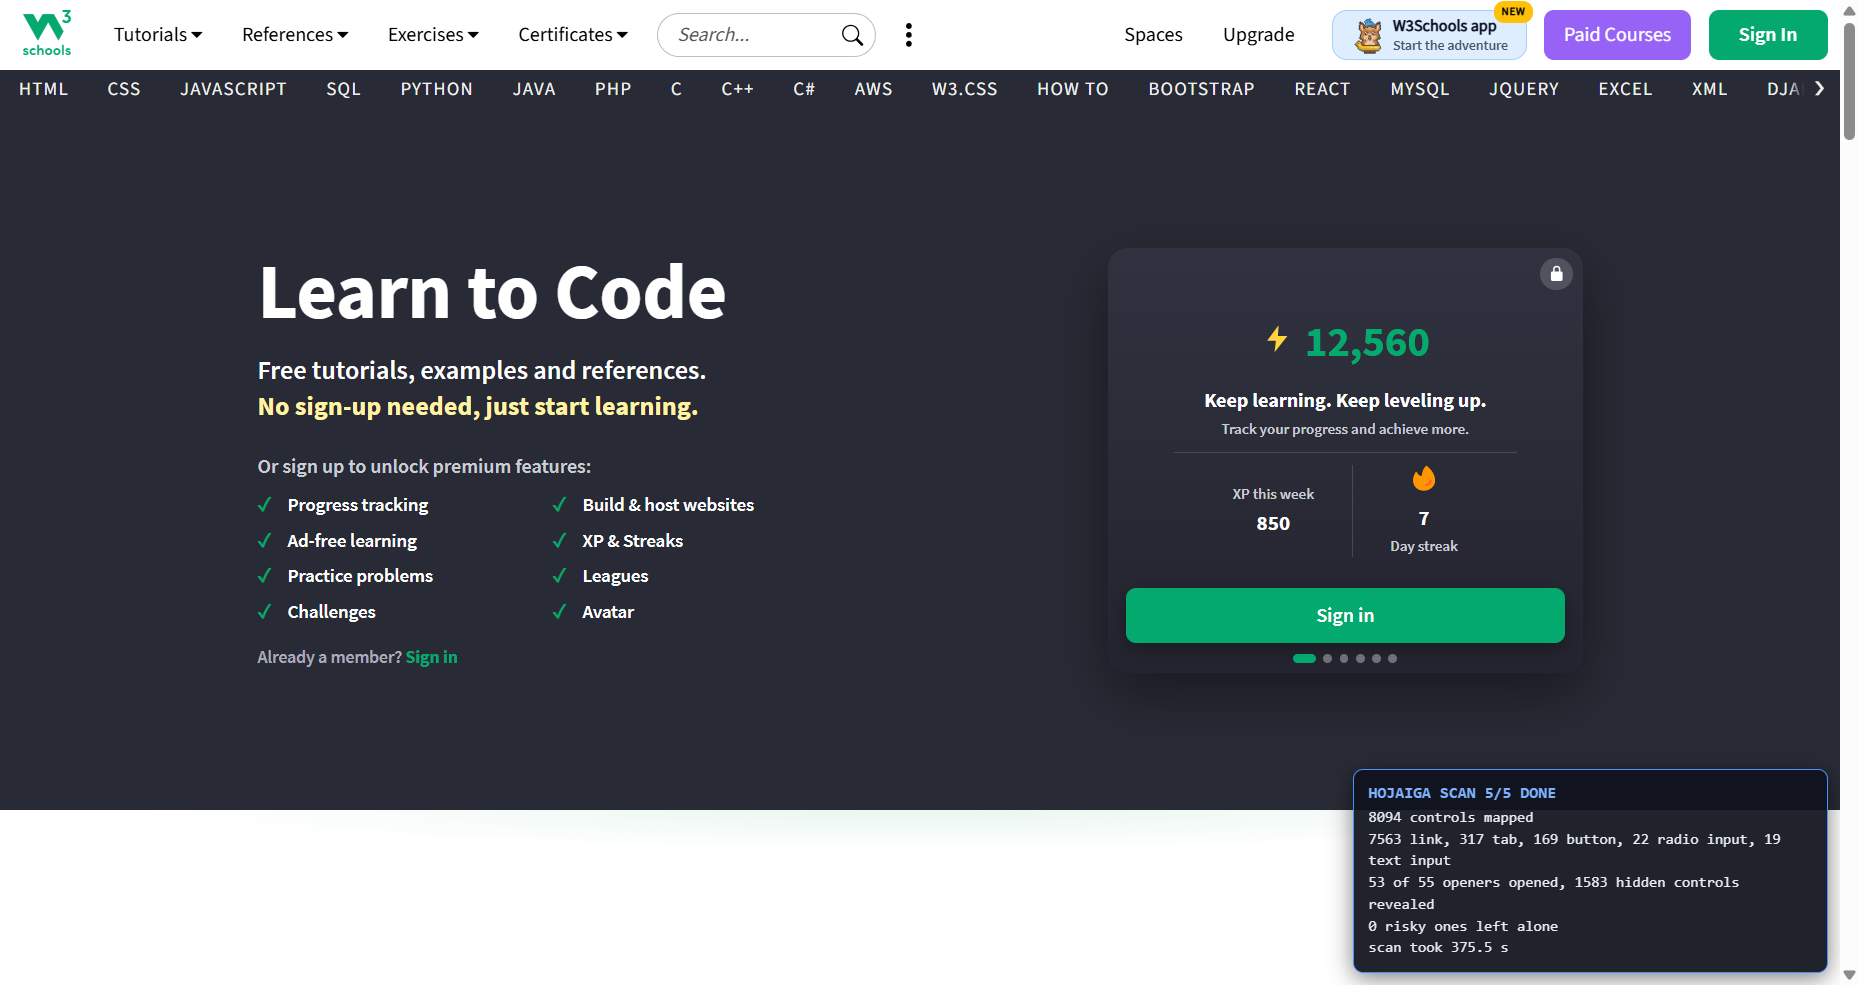 W3 schools
Tutorials References Exercises Certificates Search... Spaces Upgrade W3Schools app Start the adventure NEW Paid Courses Sign In
HTML CSS JAVASCRIPT SQL PYTHON JAVA PHP C C++ C# AWS W3.CSS HOW TO BOOTSTRAP REACT MYSQL JQUERY EXCEL XML DJA
Learn to Code
Free tutorials, examples and references.
No sign-up needed, just start learning.
Or sign up to unlock premium features:
✓ Progress tracking ✓ Build & host websites
✓ Ad-free learning ✓ XP & Streaks
✓ Practice problems ✓ Leagues
✓ Challenges ✓ Avatar
Already a member? Sign in
12,560
Keep learning. Keep leveling up.
Track your progress and achieve more.
XP this week
850
7
Day streak
Sign in
HOJAIGA SCAN 5/5 DONE
8094 controls mapped
7563 link, 317 tab, 169 button, 22 radio input, 19
text input
53 of 55 openers opened, 1583 hidden controls
revealed
0 risky ones left alone
scan took 375.5 s